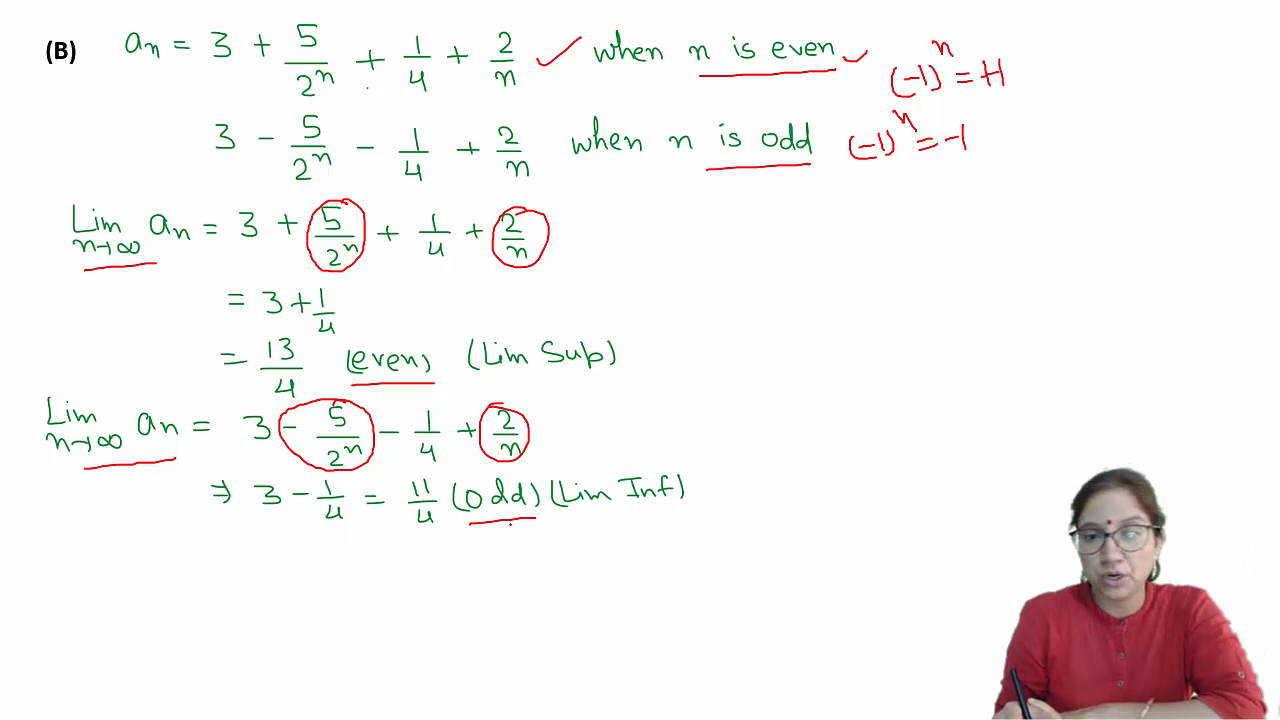 (B) aₙ = 3 + 5/2ⁿ + 1/4 + 2/n ✓ when n is even ✓ (-1)ⁿ = +1
3 - 5/2ⁿ - 1/4 + 2/n when n is odd (-1)ⁿ = -1
Lim n→∞ aₙ = 3 + 5/2ⁿ + 1/4 + 2/n
= 3 + 1/4
= 13/4 (even) (Lim Sup)
Lim n→∞ aₙ = 3 - 5/2ⁿ - 1/4 + 2/n
⇒ 3 - 1/4 = 11/4 (odd) (Lim Inf)